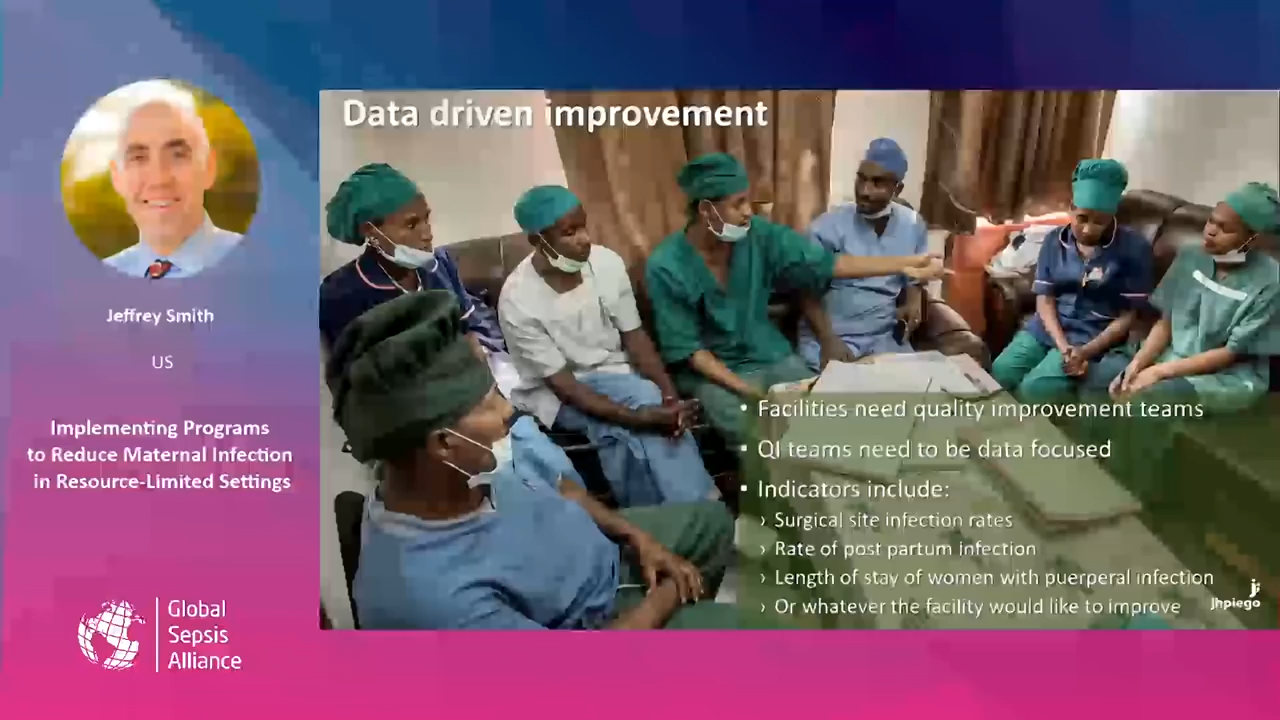 Jeffrey Smith
US
Implementing Programs
to Reduce Maternal Infection
in Resource-Limited Settings
Global
Sepsis
Alliance
Data driven improvement
▪ Facilities need quality improvement teams
▪ QI teams need to be data focused
▪ Indicators include:
› Surgical site infection rates
› Rate of post partum infection
› Length of stay of women with puerperal infection
› Or whatever the facility would like to improve
Jhpiego